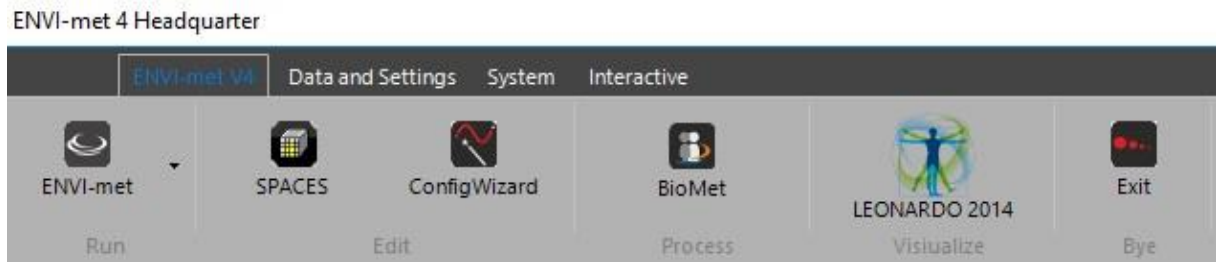 ENVI-met 4 Headquarter
ENVI-met V4 Data and Settings System Interactive
ENVI-met SPACES ConfigWizard BioMet LEONARDO 2014 Exit
Run Edit Process Visiualize Bye